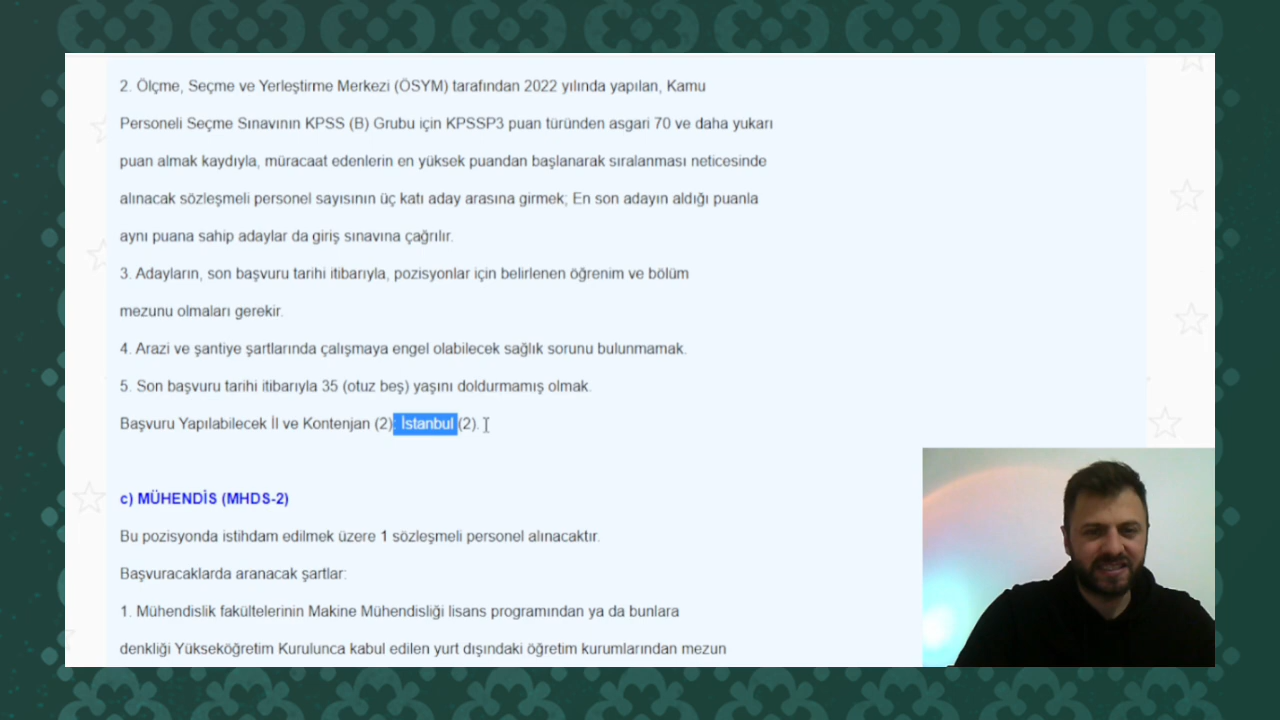 2. Ölçme, Seçme ve Yerleştirme Merkezi (ÖSYM) tarafından 2022 yılında yapılan, Kamu
Personeli Seçme Sınavının KPSS (B) Grubu için KPSSP3 puan türünden asgari 70 ve daha yukarı
puan almak kaydıyla, müracaat edenlerin en yüksek puandan başlanarak sıralanması neticesinde
alınacak sözleşmeli personel sayısının üç katı aday arasına girmek; En son adayın aldığı puanla
aynı puana sahip adaylar da giriş sınavına çağrılır.
3. Adayların, son başvuru tarihi itibarıyla, pozisyonlar için belirlenen öğrenim ve bölüm
mezunu olmaları gerekir.
4. Arazi ve şantiye şartlarında çalışmaya engel olabilecek sağlık sorunu bulunmamak.
5. Son başvuru tarihi itibarıyla 35 (otuz beş) yaşını doldurmamış olmak.
Başvuru Yapılabilecek İl ve Kontenjan (2): İstanbul (2).
c) MÜHENDİS (MHDS-2)
Bu pozisyonda istihdam edilmek üzere 1 sözleşmeli personel alınacaktır.
Başvuracaklarda aranacak şartlar:
1. Mühendislik fakültelerinin Makine Mühendisliği lisans programından ya da bunlara
denkliği Yükseköğretim Kurulunca kabul edilen yurt dışındaki öğretim kurumlarından mezun